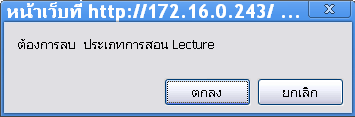 หน้าเว็บที่ http://172.16.0.243/ ...
ต้องการลบ ประเภทการสอน Lecture
ตกลง ยกเลิก